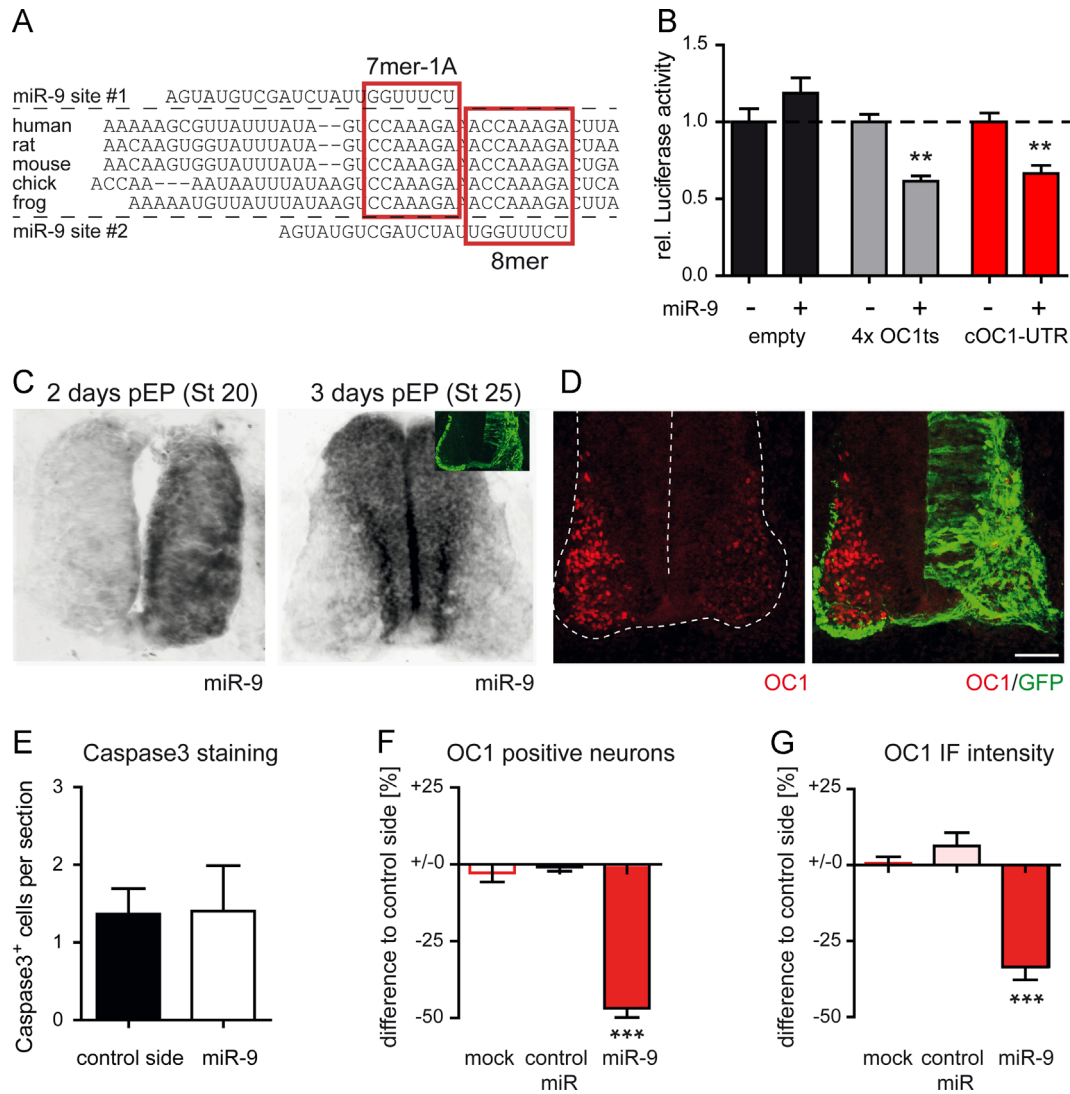 A
7mer-1A
miR-9 site #1 AGUAUGUCGAUCUAUUGGUUUCU
human AAAAAGCGUUAUUUAUA--GUCCAAAGAAACCAAAGACUUA
rat AACAAGUGGUAUUUAUA--GUCCAAAGAAACCAAAGACUAA
mouse AACAAGUGGUAUUUAUA--GUCCAAAGAAACCAAAGACUGA
chick ACCAA---AAUAAUUUAUAAGUCCAAAGAAACCAAAGACUCA
frog AAAAAUGUUAUUUAUAAGUCCAAAGAAACCAAAGACUUA
miR-9 site #2 AGUAUGUCGAUCUAUUGGUUUCU
8mer
B
rel. Luciferase activity
1.5
1.0
0.5
0.0
** **
miR-9 - + - + - +
empty 4x OC1ts cOC1-UTR
C
2 days pEP (St 20) 3 days pEP (St 25)
miR-9 miR-9
D
OC1 OC1/GFP
E
Caspase3 staining
Caspase3+ cells per section
3
2
1
0
control side miR-9
F
OC1 positive neurons
difference to control side [%]
+25
+/-0
-25
-50
***
mock control miR miR-9
G
OC1 IF intensity
difference to control side [%]
+25
+/-0
-25
-50
***
mock control miR miR-9